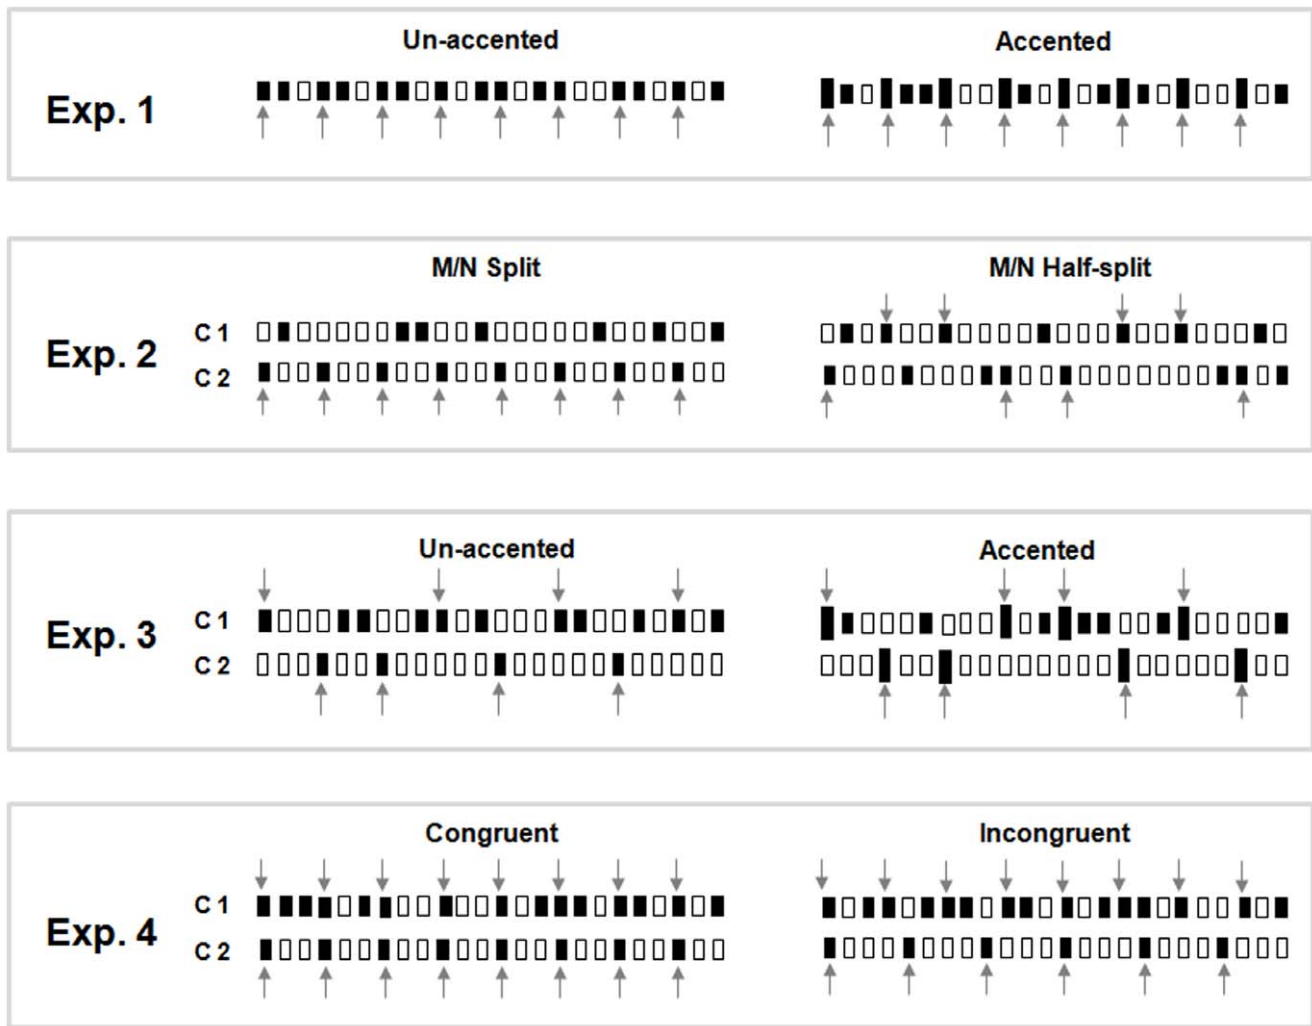 Exp. 1
Un-accented
Accented
Exp. 2
M/N Split
M/N Half-split
C 1
C 2
Exp. 3
Un-accented
Accented
C 1
C 2
Exp. 4
Congruent
Incongruent
C 1
C 2